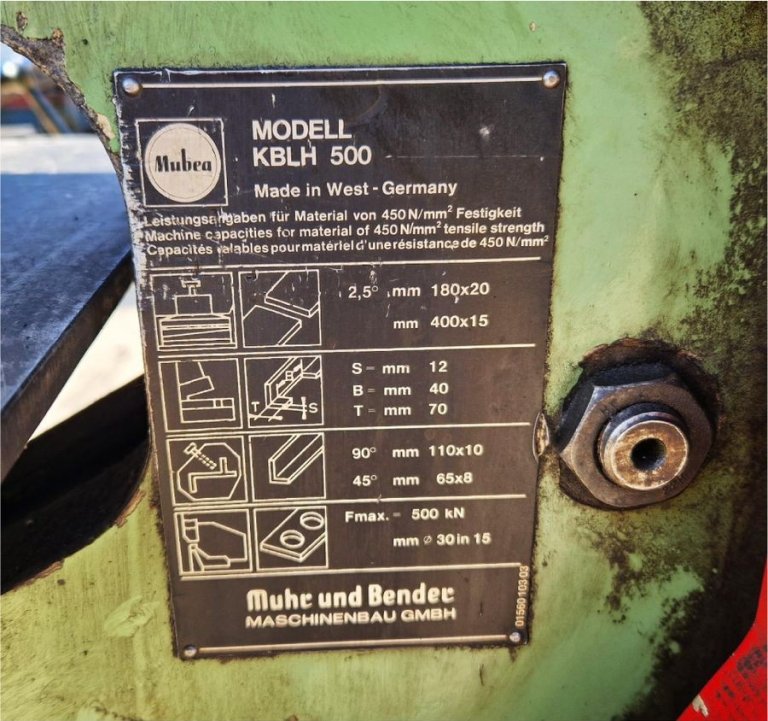 Mubea
MODELL
KBLH 500
Made in West - Germany
Leistungsangaben für Material von 450 N/mm² Festigkeit
Machine capacities for material of 450 N/mm² tensile strength
Capacités valables pour matériel d'une résistance de 450 N/mm²
2,5° mm 180x20
mm 400x15
T S
B
S = mm 12
B = mm 40
T = mm 70
90° mm 110x10
45° mm 65x8
Fmax. = 500 kN
mm ø 30 in 15
Muhr und Bender
MASCHINENBAU GMBH
01560 103 03